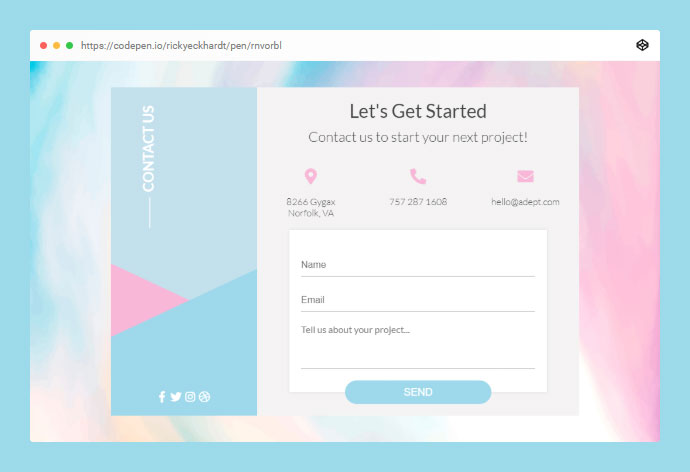 https://codepen.io/rickyeckhardt/pen/rnvorbl
CONTACT US
Let's Get Started
Contact us to start your next project!
8266 Gygax
Norfolk, VA
757 287 1608
hello@adept.com
Name
Email
Tell us about your project...
SEND